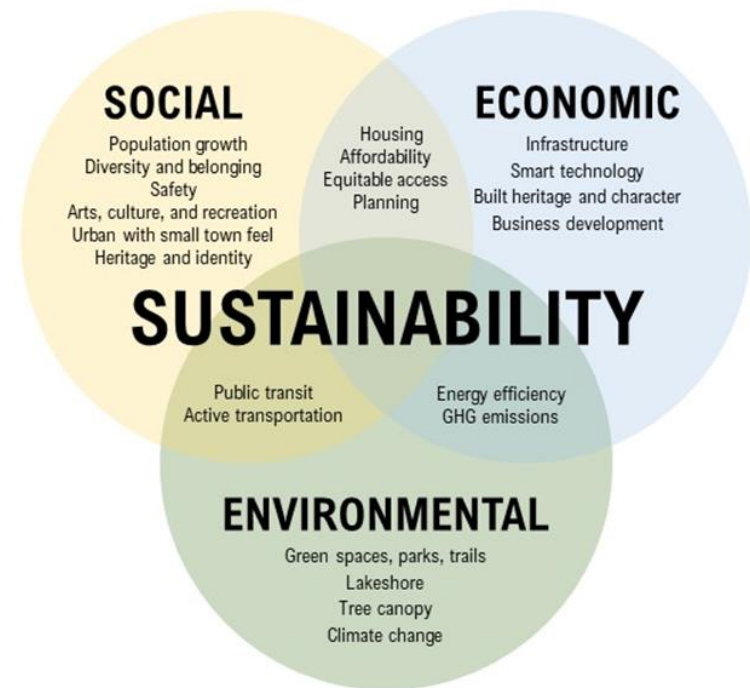 SOCIAL
Population growth
Diversity and belonging
Safety
Arts, culture, and recreation
Urban with small town feel
Heritage and identity
Housing
Affordability
Equitable access
Planning
ECONOMIC
Infrastructure
Smart technology
Built heritage and character
Business development
SUSTAINABILITY
Public transit
Active transportation
Energy efficiency
GHG emissions
ENVIRONMENTAL
Green spaces, parks, trails
Lakeshore
Tree canopy
Climate change